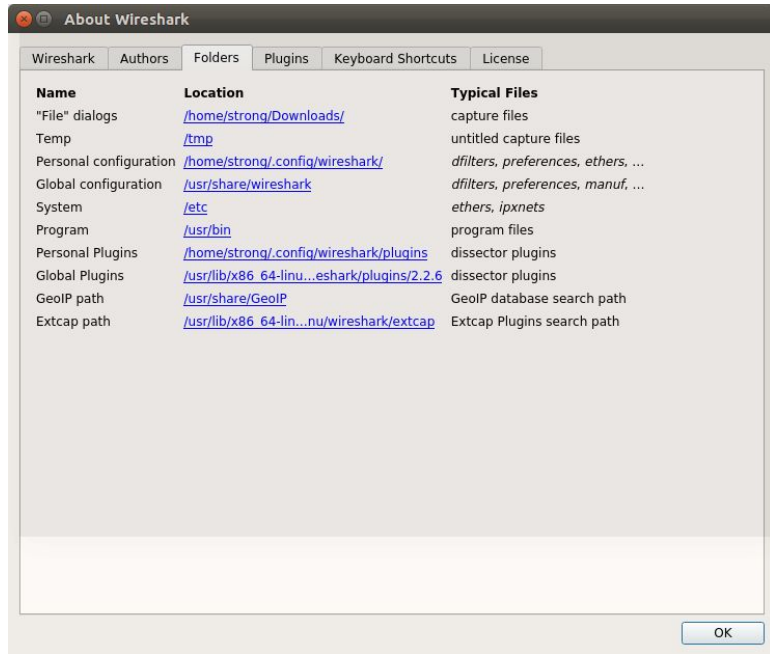 About Wireshark
Wireshark Authors Folders Plugins Keyboard Shortcuts License
Name Location Typical Files
"File" dialogs /home/strong/Downloads/ capture files
Temp /tmp untitled capture files
Personal configuration /home/strong/.config/wireshark/ dfilters, preferences, ethers, ...
Global configuration /usr/share/wireshark dfilters, preferences, manuf, ...
System /etc ethers, ipxnets
Program /usr/bin program files
Personal Plugins /home/strong/.config/wireshark/plugins dissector plugins
Global Plugins /usr/lib/x86_64-linu...eshark/plugins/2.2.6 dissector plugins
GeoIP path /usr/share/GeoIP GeoIP database search path
Extcap path /usr/lib/x86_64-lin...nu/wireshark/extcap Extcap Plugins search path
OK